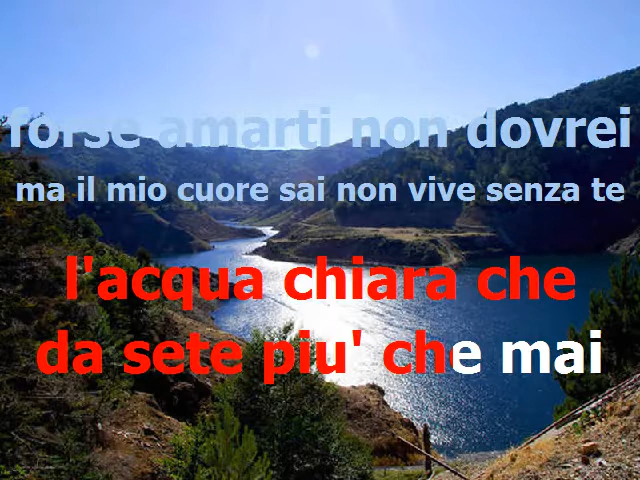 forse amarti non dovrei
ma il mio cuore sai non vive senza te
l'acqua chiara che
da sete piu' che mai